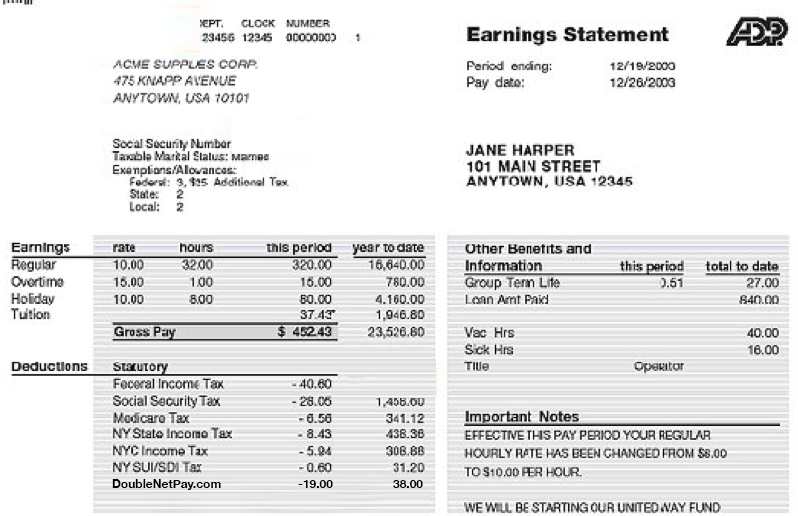 DEPT. CLOCK NUMBER
23456 12345 00000000 1
Earnings Statement
ADP
Period ending: 12/19/2003
Pay date: 12/26/2003
ACME SUPPLIES CORP.
475 KNAPP AVENUE
ANYTOWN, USA 10101
Social Security Number
Taxable Marital Status: Married
Exemptions/Allowances:
Federal: 3, $25 Additional Tax
State: 2
Local: 2
JANE HARPER
101 MAIN STREET
ANYTOWN, USA 12345
Earnings rate hours this period year to date
Regular 10.00 32.00 320.00 16,640.00
Overtime 15.00 1.00 15.00 780.00
Holiday 10.00 8.00 80.00 4,160.00
Tuition 37.43* 1,946.80
Gross Pay $ 452.43 23,526.80
Deductions Statutory
Federal Income Tax - 40.60
Social Security Tax - 28.05 1,458.60
Medicare Tax - 6.56 341.12
NY State Income Tax - 8.43 438.36
NYC Income Tax - 5.94 308.88
NY SUI/SDI Tax - 0.60 31.20
DoubleNetPay.com -19.00 38.00
Other Benefits and
Information this period total to date
Group Term Life 0.51 27.00
Loan Amt Paid 840.00
Vac Hrs 40.00
Sick Hrs 16.00
Title Operator
Important Notes
EFFECTIVE THIS PAY PERIOD YOUR REGULAR
HOURLY RATE HAS BEEN CHANGED FROM $8.00
TO $10.00 PER HOUR.
WE WILL BE STARTING OUR UNITED WAY FUND